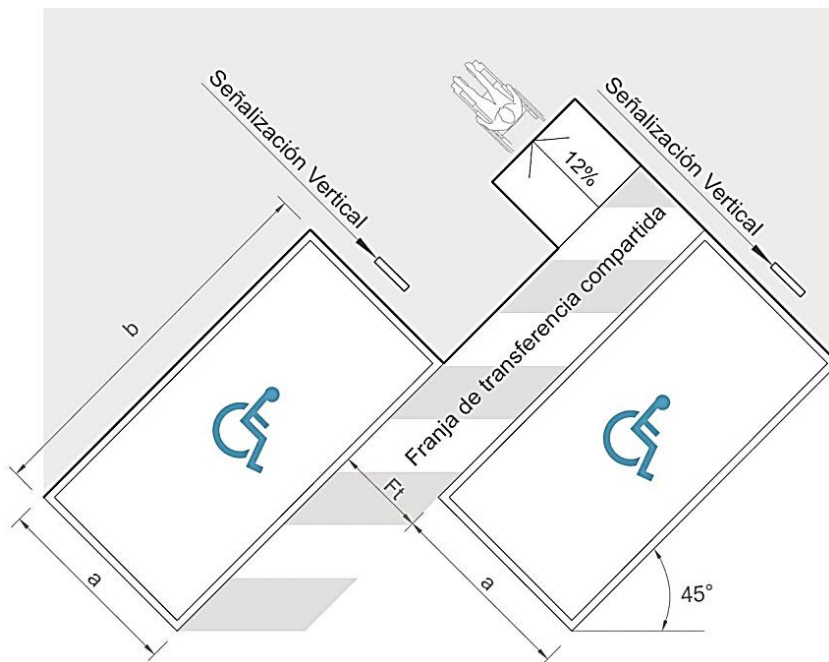 Señalización Vertical
Señalización Vertical
12%
Franja de transferencia compartida
b
Ft
a
a
45°